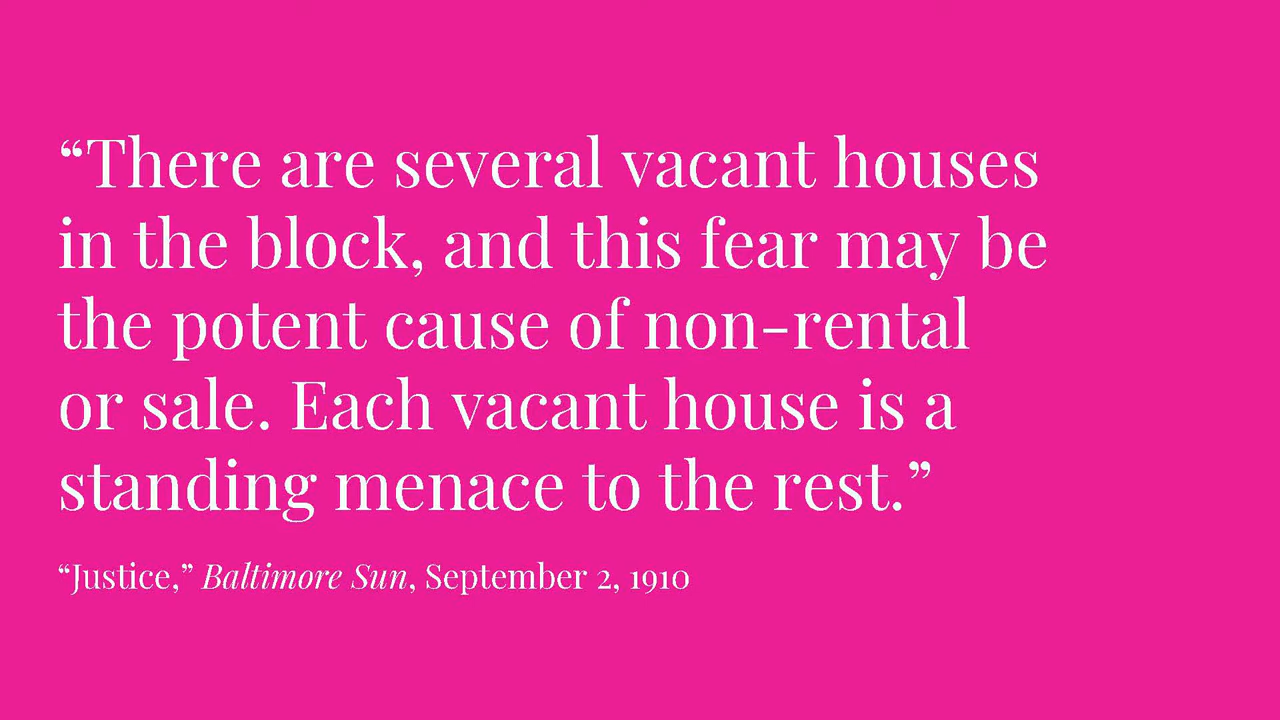 “There are several vacant houses
in the block, and this fear may be
the potent cause of non-rental
or sale. Each vacant house is a
standing menace to the rest.”
“Justice,” Baltimore Sun, September 2, 1910